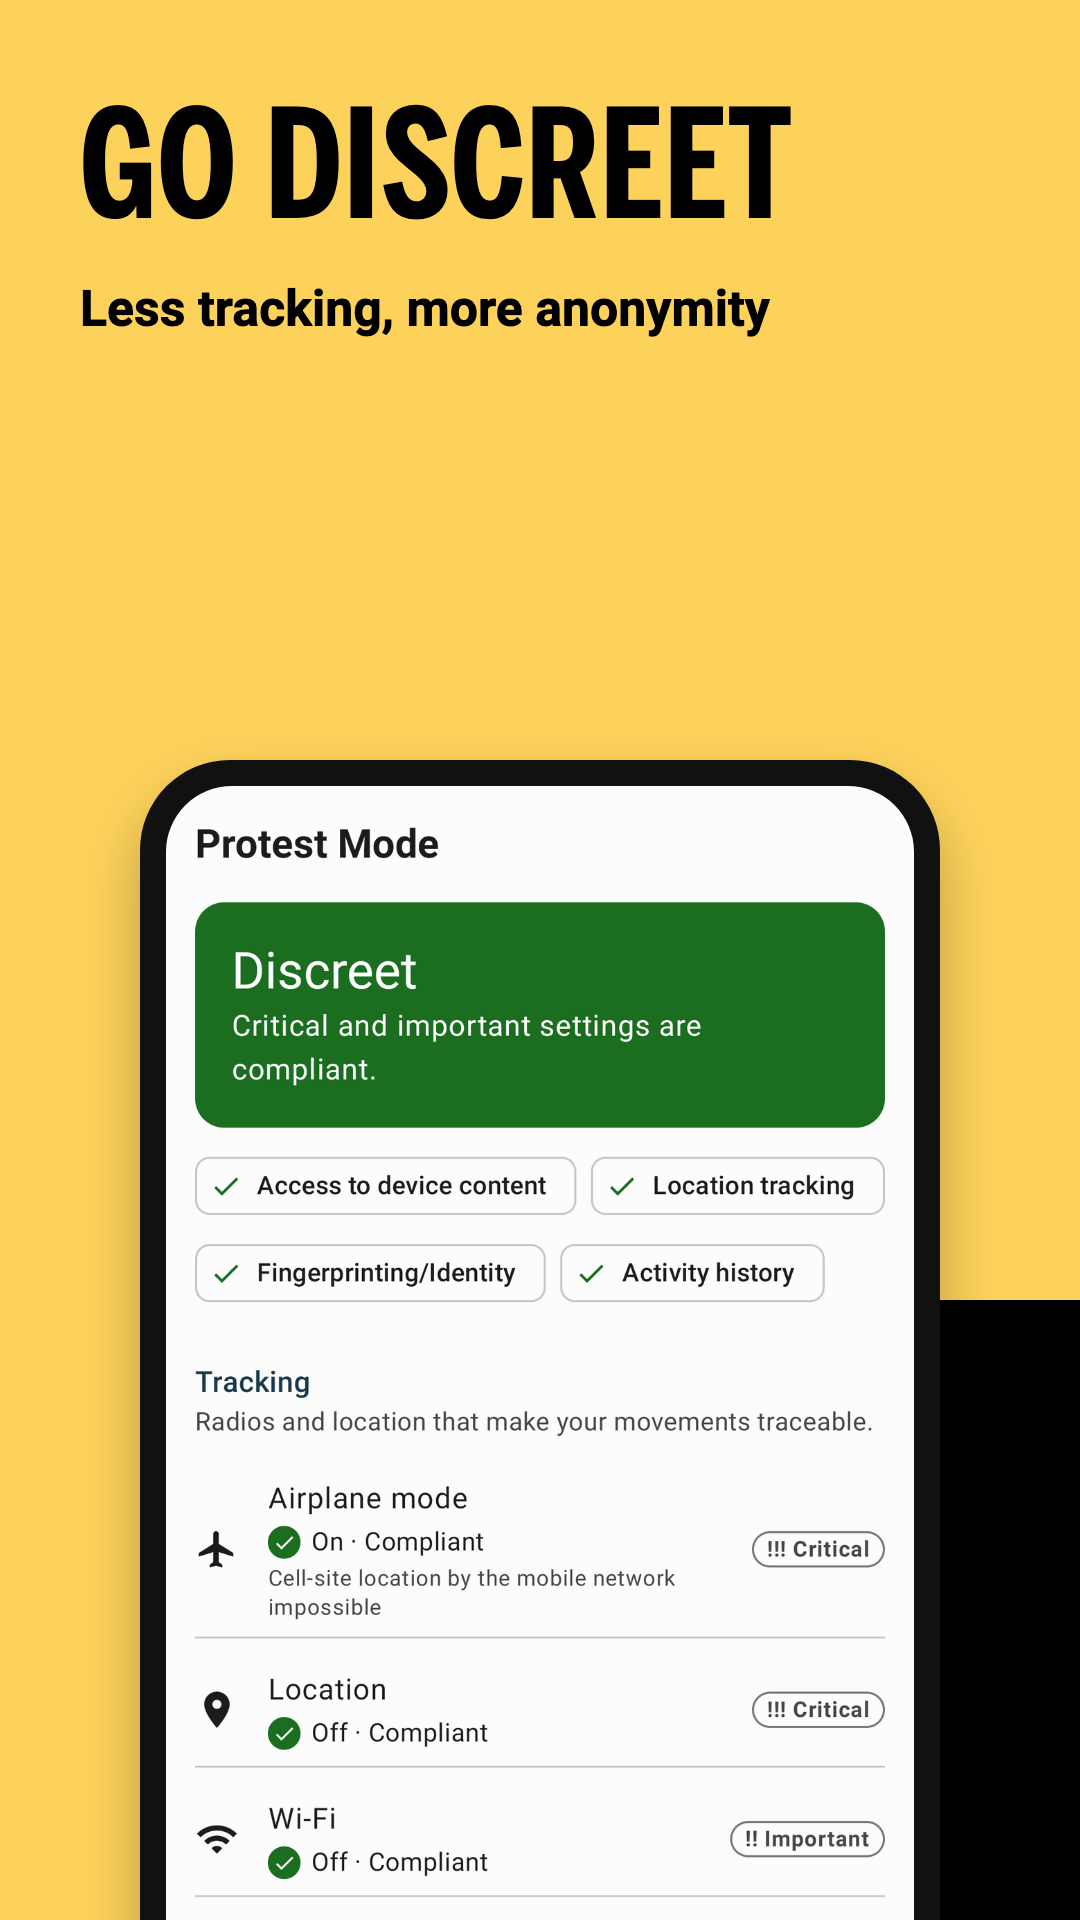 GO DISCREET
Less tracking, more anonymity
Protest Mode
Discreet
Critical and important settings are
compliant.
Access to device content
Location tracking
Fingerprinting/Identity
Activity history
Tracking
Radios and location that make your movements traceable.
Airplane mode
On · Compliant
!!! Critical
Cell-site location by the mobile network
impossible
Location
!!! Critical
Off · Compliant
Wi-Fi
!! Important
Off · Compliant